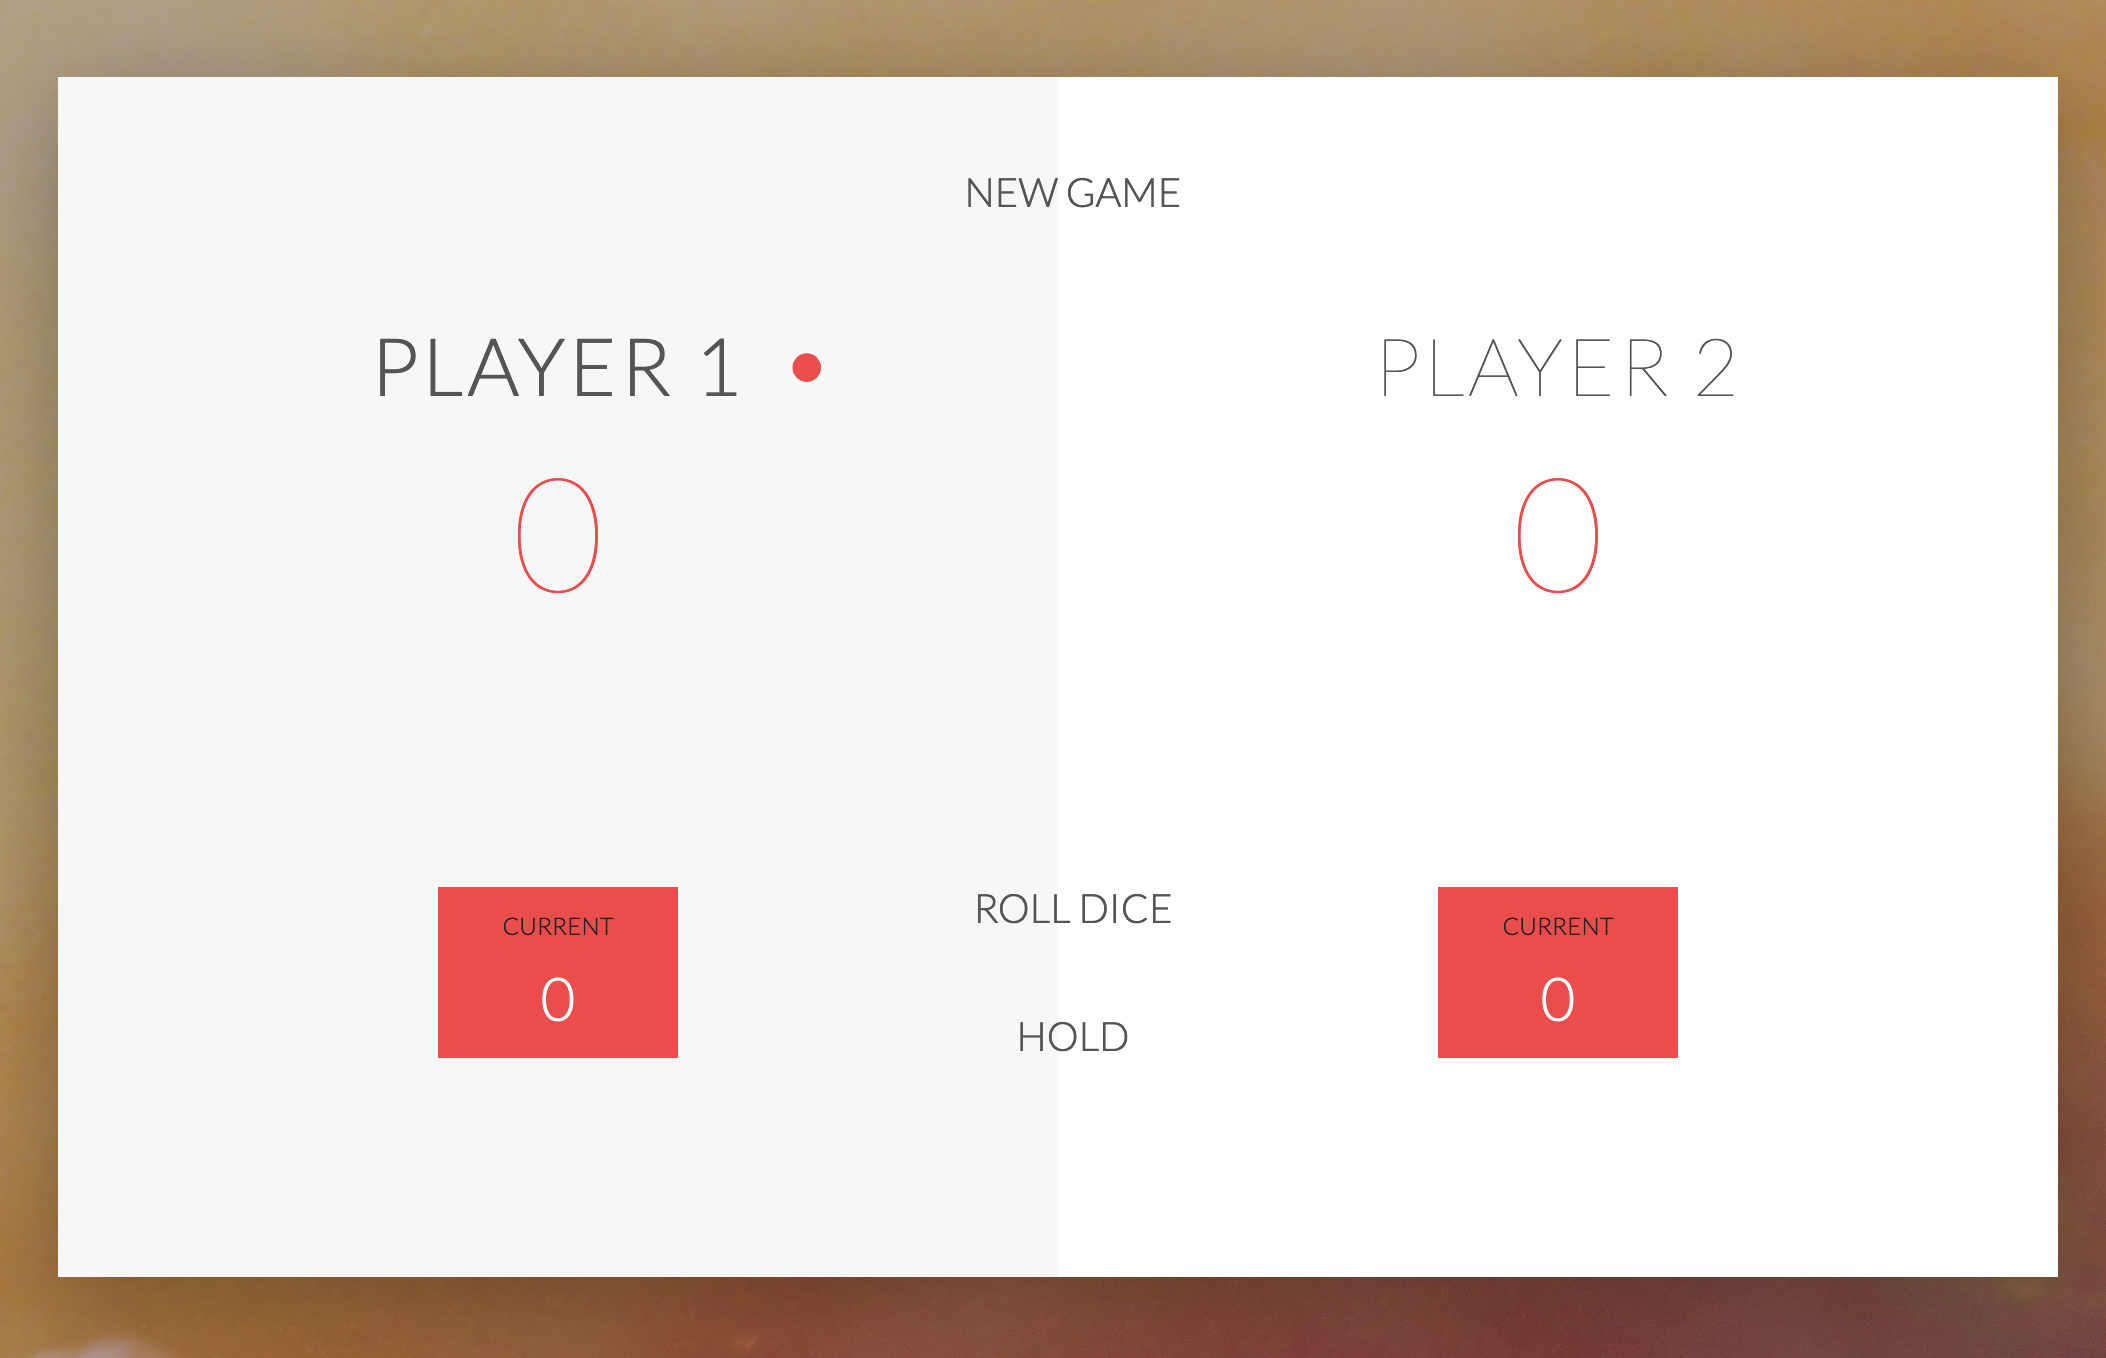 NEW GAME
PLAYER 1
0
CURRENT
0
PLAYER 2
0
CURRENT
0
ROLL DICE
HOLD